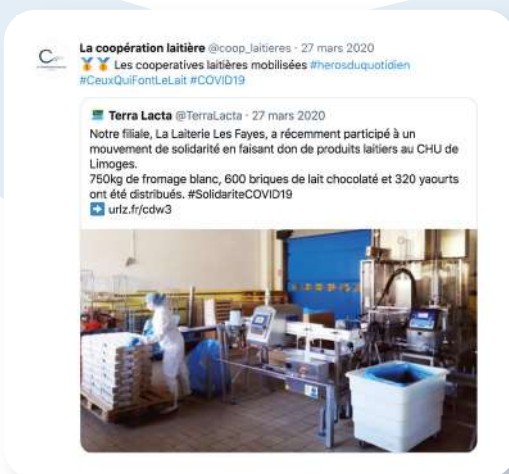 La coopération laitière @coop_laitieres · 27 mars 2020
🥇 🥇 Les cooperatives laitières mobilisées #herosduquotidien
#CeuxQuiFontLeLait #COVID19
Terra Lacta @TerraLacta · 27 mars 2020
Notre filiale, La Laiterie Les Fayes, a récemment participé à un
mouvement de solidarité en faisant don de produits laitiers au CHU de
Limoges.
750kg de fromage blanc, 600 briques de lait chocolaté et 320 yaourts
ont été distribués. #SolidariteCOVID19
➡️ urlz.fr/cdw3